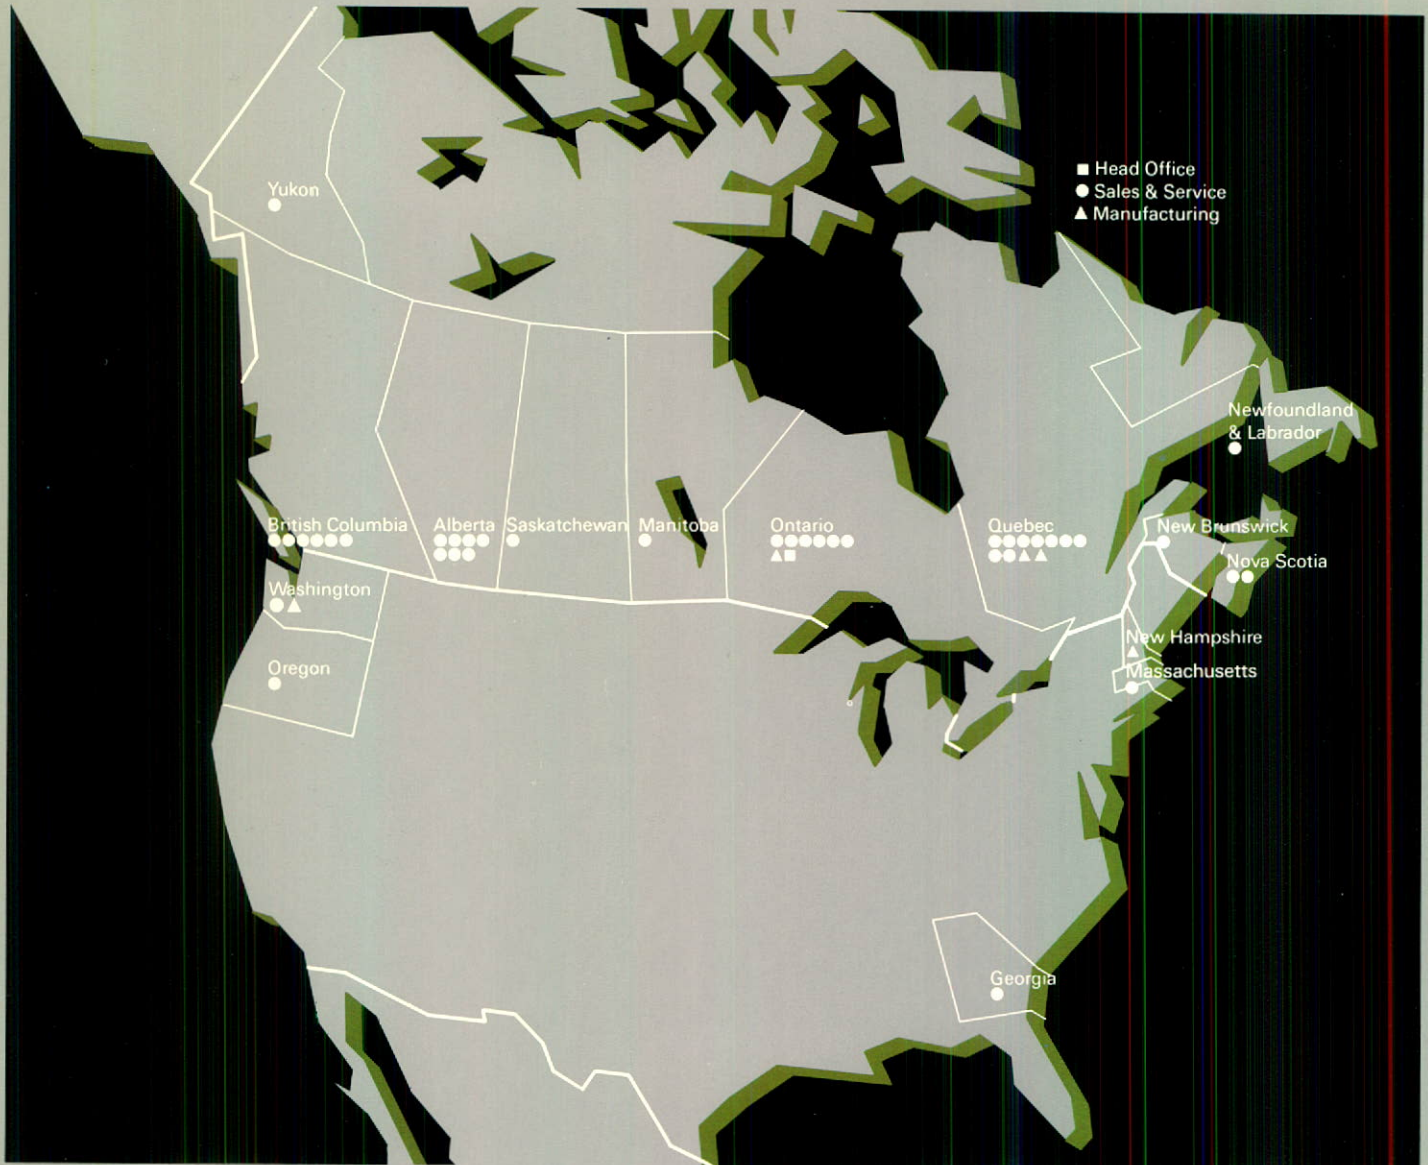 Head Office
Sales & Service
Manufacturing
Yukon
Newfoundland
& Labrador
British Columbia
Alberta
Saskatchewan
Manitoba
Ontario
Quebec
New Brunswick
Nova Scotia
Washington
New Hampshire
Oregon
Massachusetts
Georgia